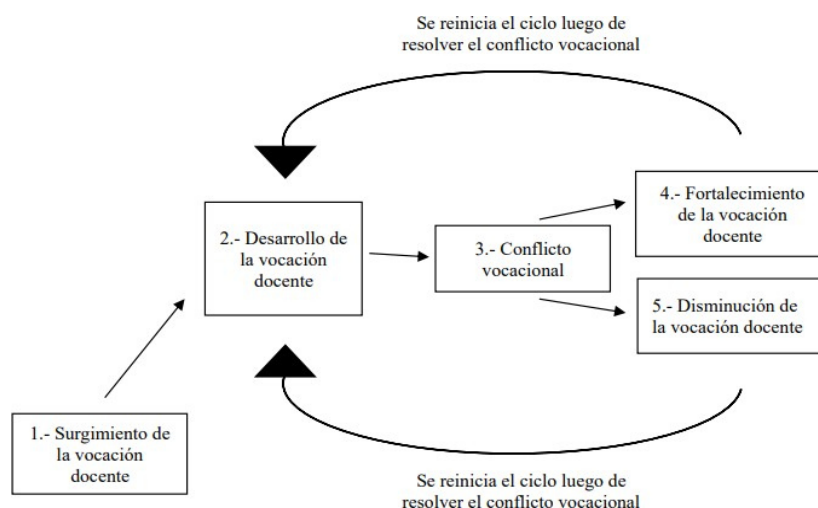 Se reinicia el ciclo luego de
resolver el conflicto vocacional
4.- Fortalecimiento
de la vocación
docente
2.- Desarrollo de
la vocación
docente
3.- Conflicto
vocacional
5.- Disminución de
la vocación docente
1.- Surgimiento de
la vocación
docente
Se reinicia el ciclo luego de
resolver el conflicto vocacional